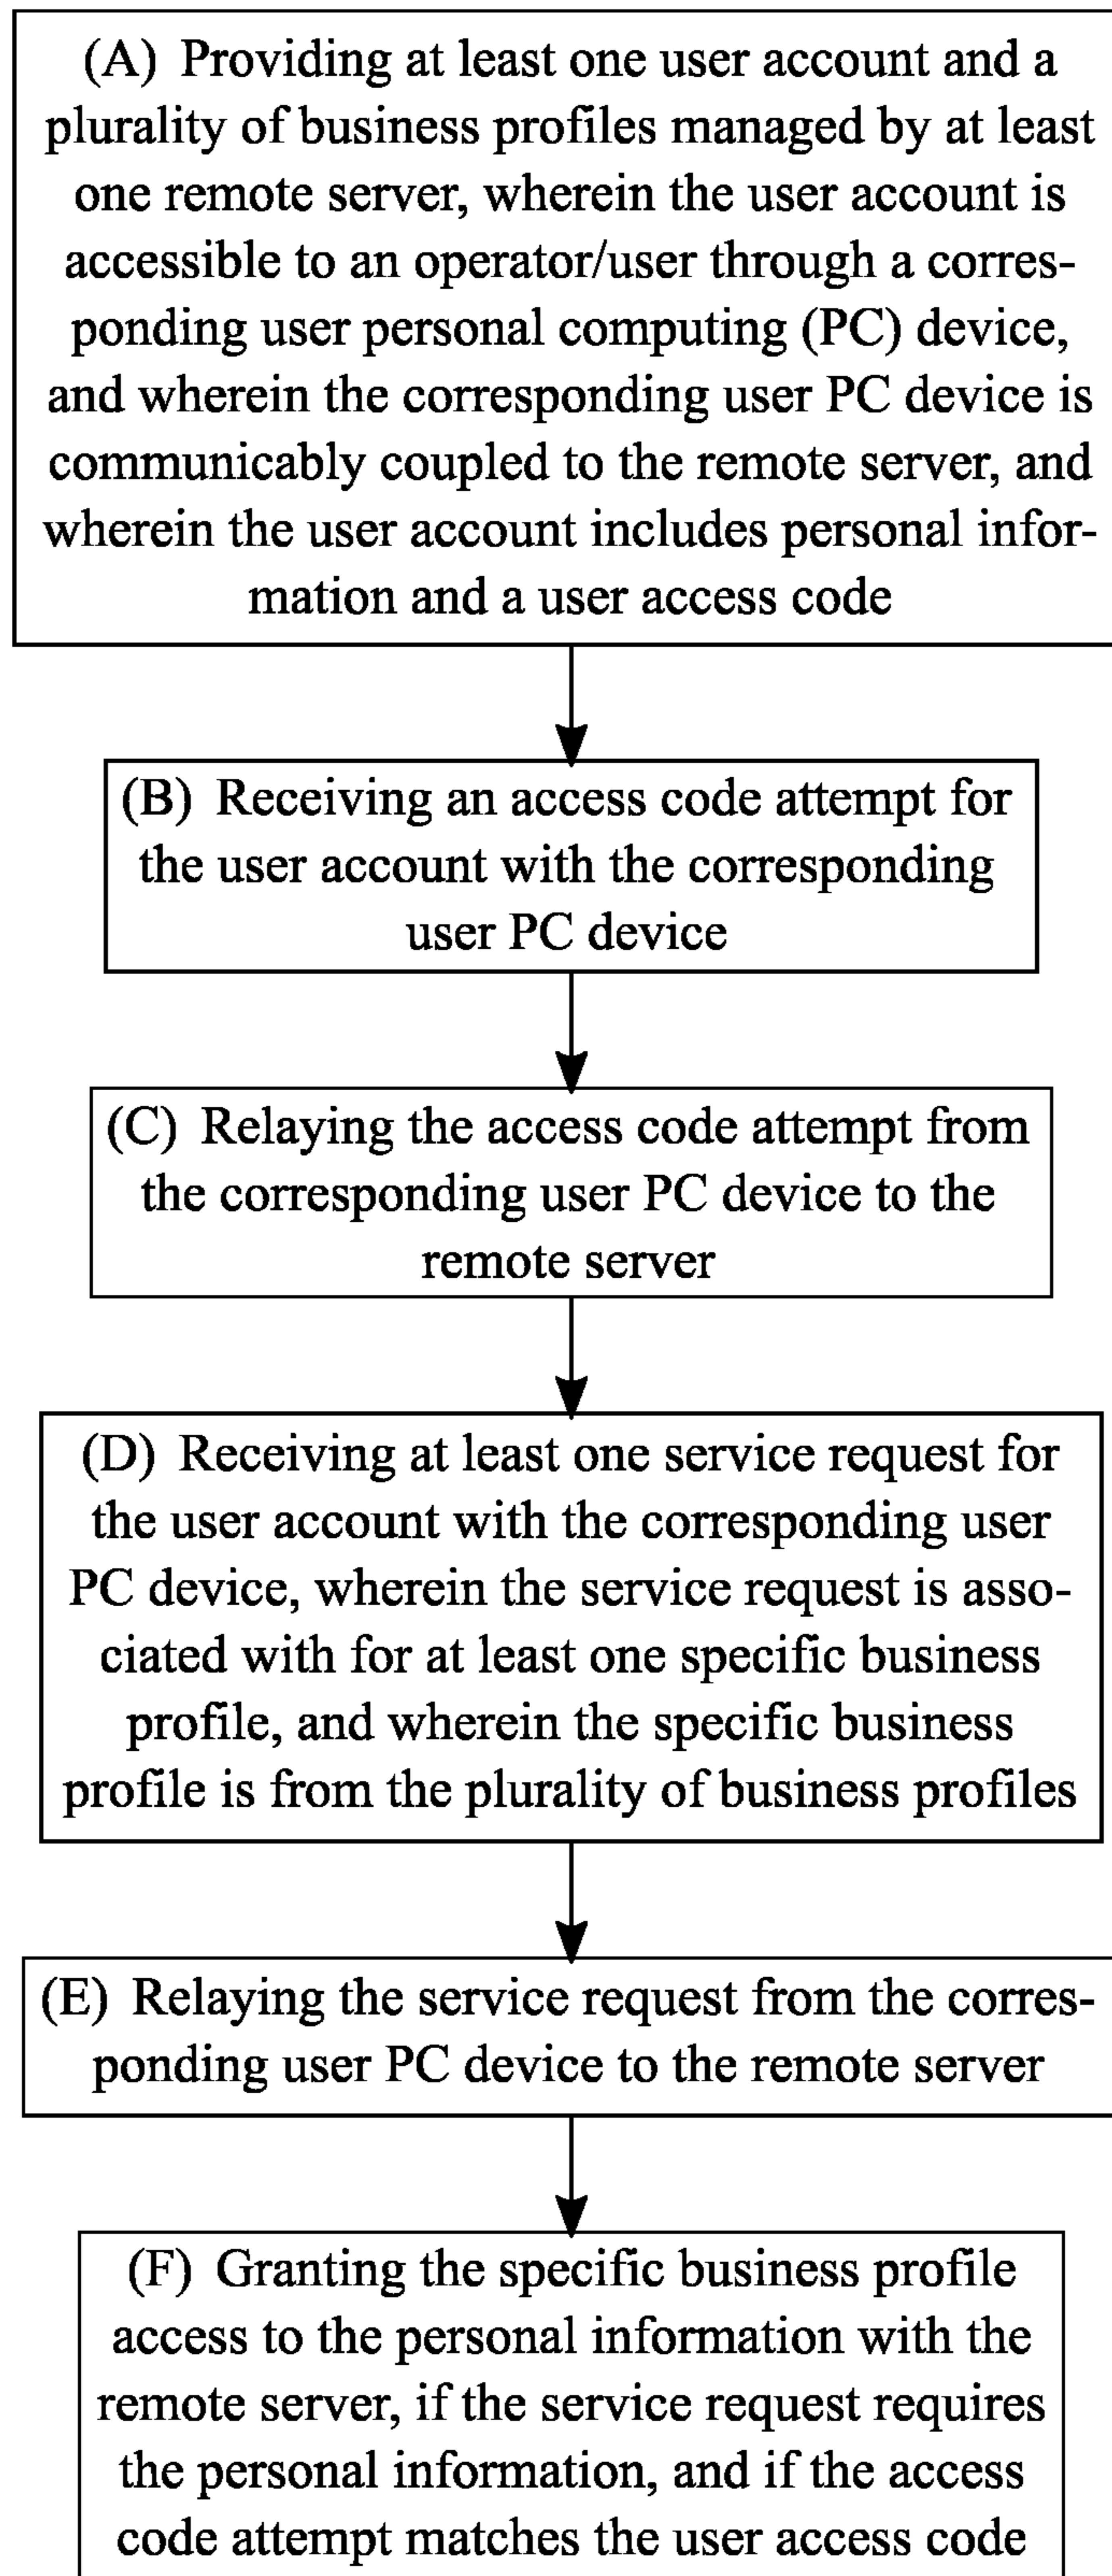 (A) Providing at least one user account and a
plurality of business profiles managed by at least
one remote server, wherein the user account is
accessible to an operator/user through a corres-
ponding user personal computing (PC) device,
and wherein the corresponding user PC device is
communicably coupled to the remote server, and
wherein the user account includes personal infor-
mation and a user access code
(B) Receiving an access code attempt for
the user account with the corresponding
user PC device
(C) Relaying the access code attempt from
the corresponding user PC device to the
remote server
(D) Receiving at least one service request for
the user account with the corresponding user
PC device, wherein the service request is asso-
ciated with for at least one specific business
profile, and wherein the specific business
profile is from the plurality of business profiles
(E) Relaying the service request from the corres-
ponding user PC device to the remote server
(F) Granting the specific business profile
access to the personal information with the
remote server, if the service request requires
the personal information, and if the access
code attempt matches the user access code